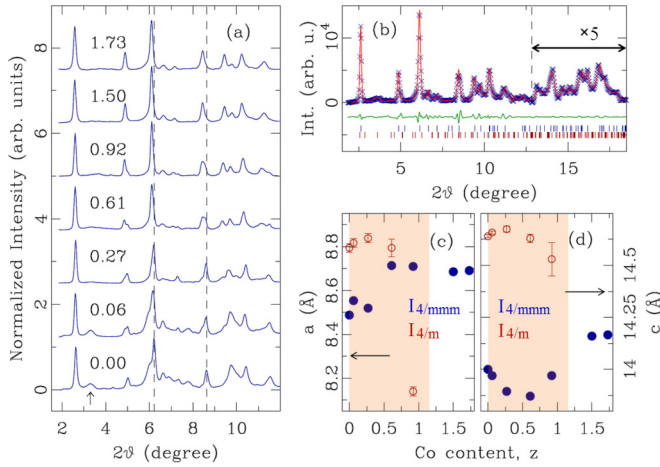 (a)
1.73
1.50
0.92
0.61
0.27
0.06
0.00
Normalized Intensity (arb. units)
0 2 4 6 8
2 4 6 8 10
2ϑ (degree)
(b)
×5
Int. (arb. u.)
0 10⁴
5 10 15
2ϑ (degree)
(c)
I4/mmm
I4/m
a (Å)
8.2 8.4 8.6 8.8
0 0.5 1 1.5
(d)
I4/mmm
I4/m
c (Å)
14 14.25 14.5
0 0.5 1 1.5
Co content, z